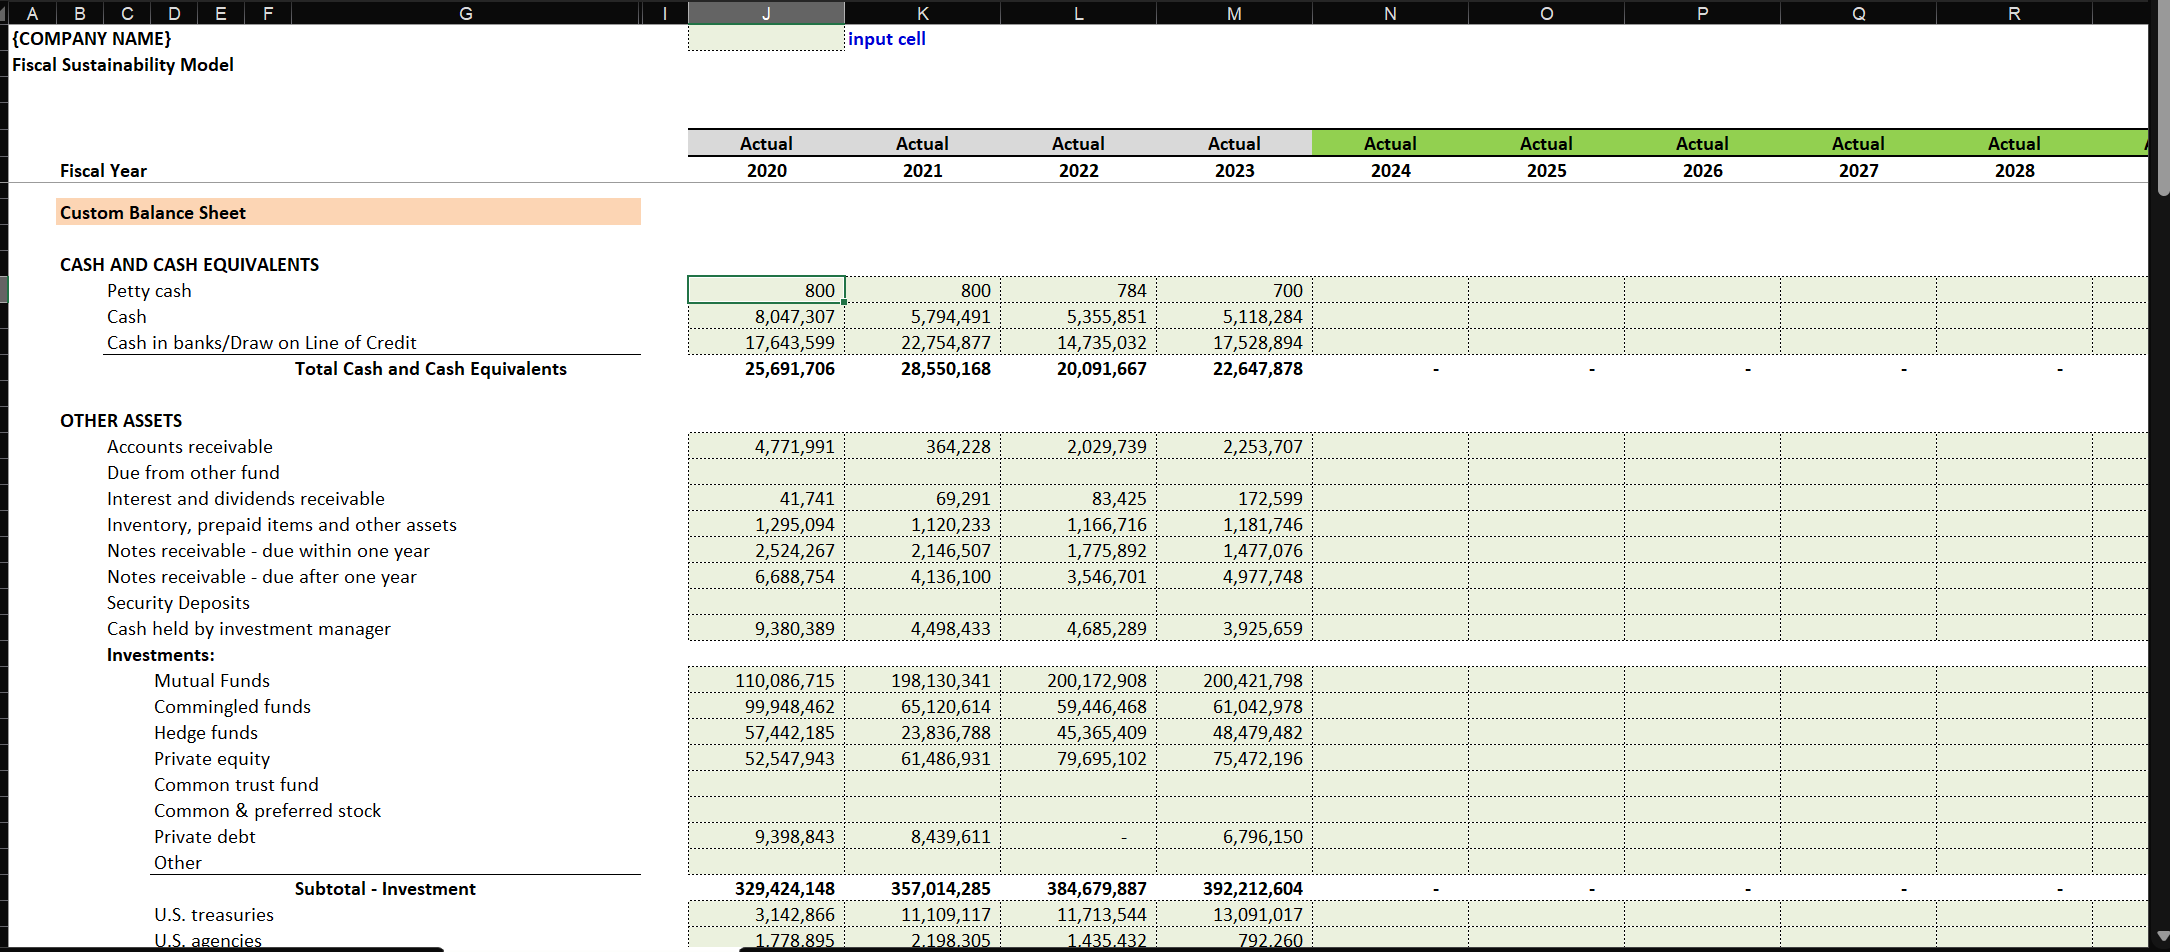 A B C D E F G I J K L M N O P Q R
{COMPANY NAME} input cell
Fiscal Sustainability Model
Actual Actual Actual Actual Actual Actual Actual Actual Actual
Fiscal Year 2020 2021 2022 2023 2024 2025 2026 2027 2028
Custom Balance Sheet
CASH AND CASH EQUIVALENTS
Petty cash 800 800 784 700
Cash 8,047,307 5,794,491 5,355,851 5,118,284
Cash in banks/Draw on Line of Credit 17,643,599 22,754,877 14,735,032 17,528,894
Total Cash and Cash Equivalents 25,691,706 28,550,168 20,091,667 22,647,878 - - - - -
OTHER ASSETS
Accounts receivable 4,771,991 364,228 2,029,739 2,253,707
Due from other fund
Interest and dividends receivable 41,741 69,291 83,425 172,599
Inventory, prepaid items and other assets 1,295,094 1,120,233 1,166,716 1,181,746
Notes receivable - due within one year 2,524,267 2,146,507 1,775,892 1,477,076
Notes receivable - due after one year 6,688,754 4,136,100 3,546,701 4,977,748
Security Deposits
Cash held by investment manager 9,380,389 4,498,433 4,685,289 3,925,659
Investments:
Mutual Funds 110,086,715 198,130,341 200,172,908 200,421,798
Commingled funds 99,948,462 65,120,614 59,446,468 61,042,978
Hedge funds 57,442,185 23,836,788 45,365,409 48,479,482
Private equity 52,547,943 61,486,931 79,695,102 75,472,196
Common trust fund
Common & preferred stock
Private debt 9,398,843 8,439,611 - 6,796,150
Other
Subtotal - Investment 329,424,148 357,014,285 384,679,887 392,212,604 - - - - -
U.S. treasuries 3,142,866 11,109,117 11,713,544 13,091,017
U.S. agencies 1,778,895 2,198,305 1,435,432 792,260